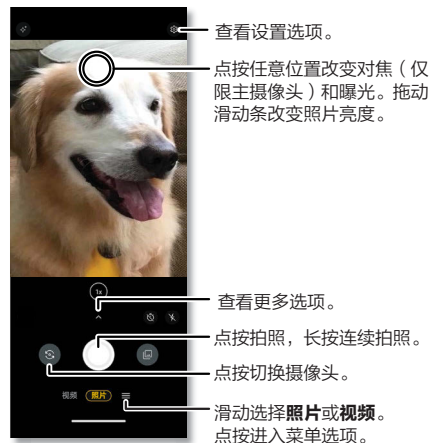 查看设置选项。
点按任意位置改变对焦（仅
限主摄像头）和曝光。拖动
滑动条改变照片亮度。
1x
查看更多选项。
点按拍照，长按连续拍照。
点按切换摄像头。
视频 照片
滑动选择照片或视频。
点按进入菜单选项。